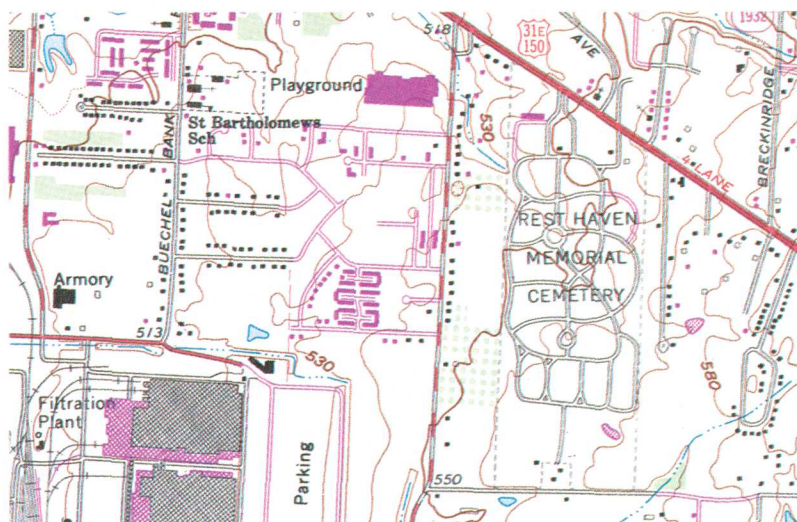 518
31E
150
AVE
1932
Playground
St Bartholomews
Sch
530
BANK
BUECHEL
4 LANE
BRECKINRIDGE
REST HAVEN
MEMORIAL
CEMETERY
Armory
513
530
580
Filtration
Plant
Parking
550